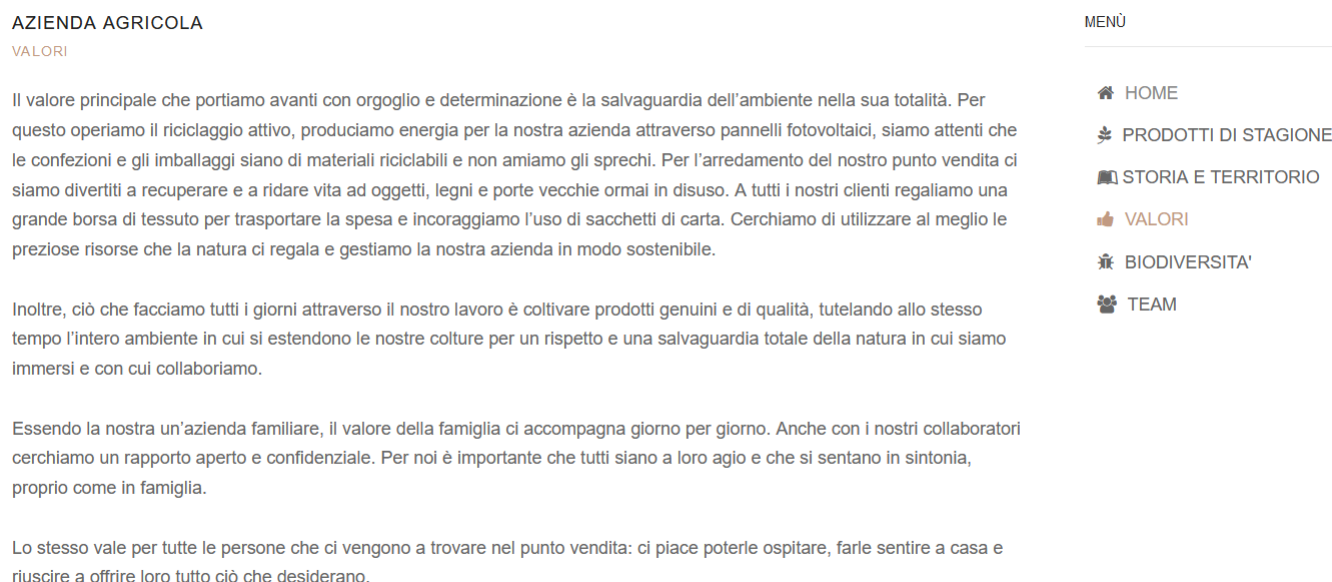 AZIENDA AGRICOLA
VALORI
Il valore principale che portiamo avanti con orgoglio e determinazione è la salvaguardia dell’ambiente nella sua totalità. Per
questo operiamo il riciclaggio attivo, produciamo energia per la nostra azienda attraverso pannelli fotovoltaici, siamo attenti che
le confezioni e gli imballaggi siano di materiali riciclabili e non amiamo gli sprechi. Per l’arredamento del nostro punto vendita ci
siamo divertiti a recuperare e a ridare vita ad oggetti, legni e porte vecchie ormai in disuso. A tutti i nostri clienti regaliamo una
grande borsa di tessuto per trasportare la spesa e incoraggiamo l’uso di sacchetti di carta. Cerchiamo di utilizzare al meglio le
preziose risorse che la natura ci regala e gestiamo la nostra azienda in modo sostenibile.
Inoltre, ciò che facciamo tutti i giorni attraverso il nostro lavoro è coltivare prodotti genuini e di qualità, tutelando allo stesso
tempo l’intero ambiente in cui si estendono le nostre colture per un rispetto e una salvaguardia totale della natura in cui siamo
immersi e con cui collaboriamo.
Essendo la nostra un’azienda familiare, il valore della famiglia ci accompagna giorno per giorno. Anche con i nostri collaboratori
cerchiamo un rapporto aperto e confidenziale. Per noi è importante che tutti siano a loro agio e che si sentano in sintonia,
proprio come in famiglia.
Lo stesso vale per tutte le persone che ci vengono a trovare nel punto vendita: ci piace poterle ospitare, farle sentire a casa e
riuscire a offrire loro tutto ciò che desiderano.
MENÙ
HOME
PRODOTTI DI STAGIONE
STORIA E TERRITORIO
VALORI
BIODIVERSITA'
TEAM